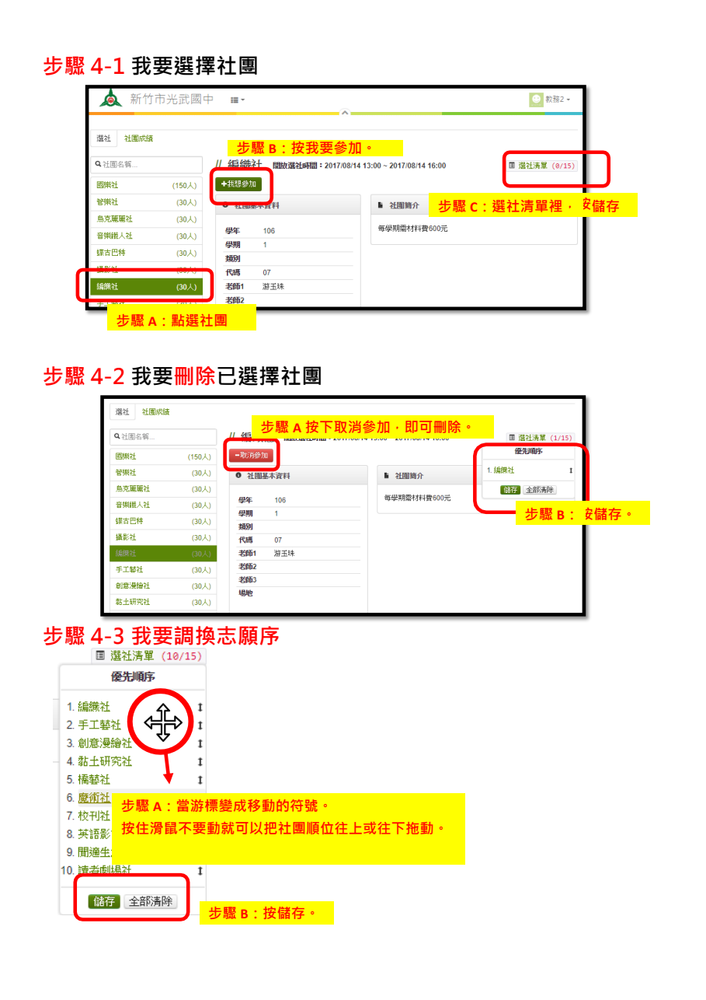 步驟 4-1 我要選擇社團
新竹市光武國中
教務2
選社 社團成績
步驟 B：按我要參加。
社團名稱...
// 編織社 開放選社時間：2017/08/14 13:00 ~ 2017/08/14 16:00
選社清單 (0/15)
國樂社 (150人)
+我想參加
管樂社 (30人)
社團基本資料
社團簡介
步驟 C：選社清單裡，按儲存
烏克麗麗社 (30人)
每學期需材料費600元
學年 106
音樂鐵人社 (30人)
學期 1
蝶古巴特 (30人)
類別
攝影社 (30人)
代碼 07
編織社 (30人)
老師1 游玉珠
手工藝社 (30人)
老師2
步驟 A：點選社團
步驟 4-2 我要刪除已選擇社團
選社 社團成績
步驟 A 按下取消參加，即可刪除。
社團名稱...
選社清單 (1/15)
優先順序
國樂社 (150人)
−取消參加
管樂社 (30人)
社團基本資料
社團簡介
1. 編織社
烏克麗麗社 (30人)
儲存 全部清除
學年 106
每學期需材料費600元
音樂鐵人社 (30人)
步驟 B：按儲存。
學期 1
蝶古巴特 (30人)
類別
攝影社 (30人)
代碼 07
編織社 (30人)
老師1 游玉珠
手工藝社 (30人)
老師2
創意漫繪社 (30人)
老師3
場地
黏土研究社 (30人)
步驟 4-3 我要調換志願序
選社清單 (10/15)
優先順序
1. 編織社
2. 手工藝社
3. 創意漫繪社
4. 黏土研究社
5. 橋藝社
6. 魔術社
步驟 A：當游標變成移動的符號。
7. 校刊社
按住滑鼠不要動就可以把社團順位往上或往下拖動。
8. 英語影
9. 閒適生
10. 讀者劇場社
儲存 全部清除
步驟 B：按儲存。